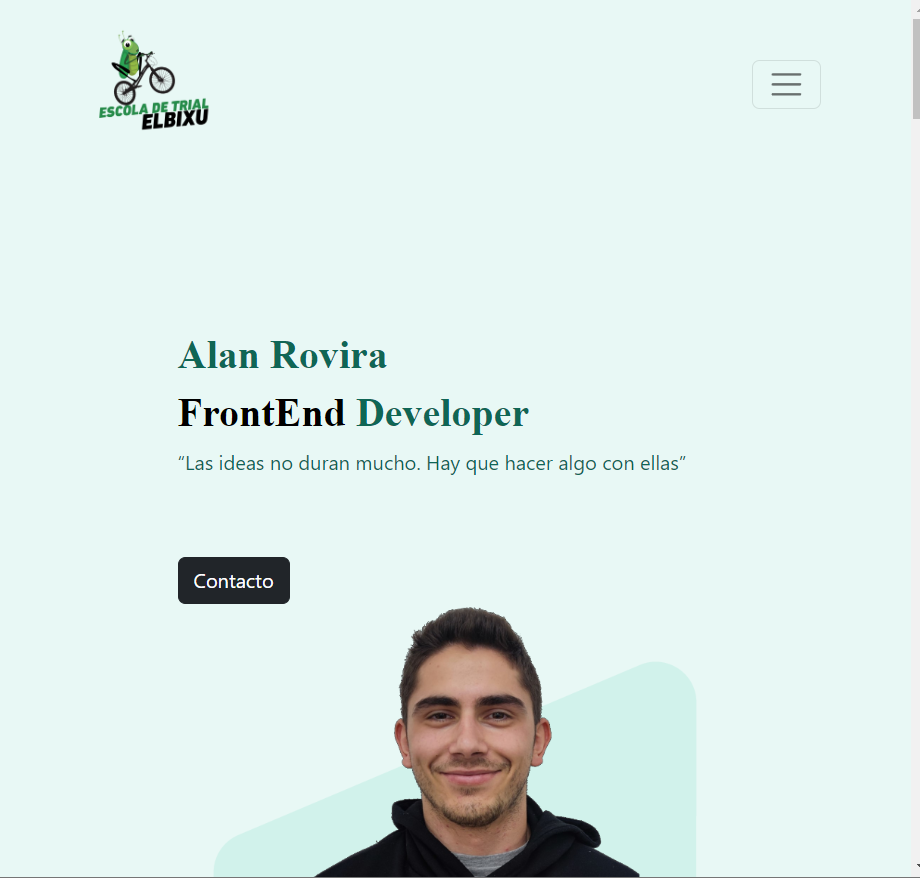 ESCOLA DE TRIAL
ELBIXU
Alan Rovira
FrontEnd Developer
“Las ideas no duran mucho. Hay que hacer algo con ellas”
Contacto